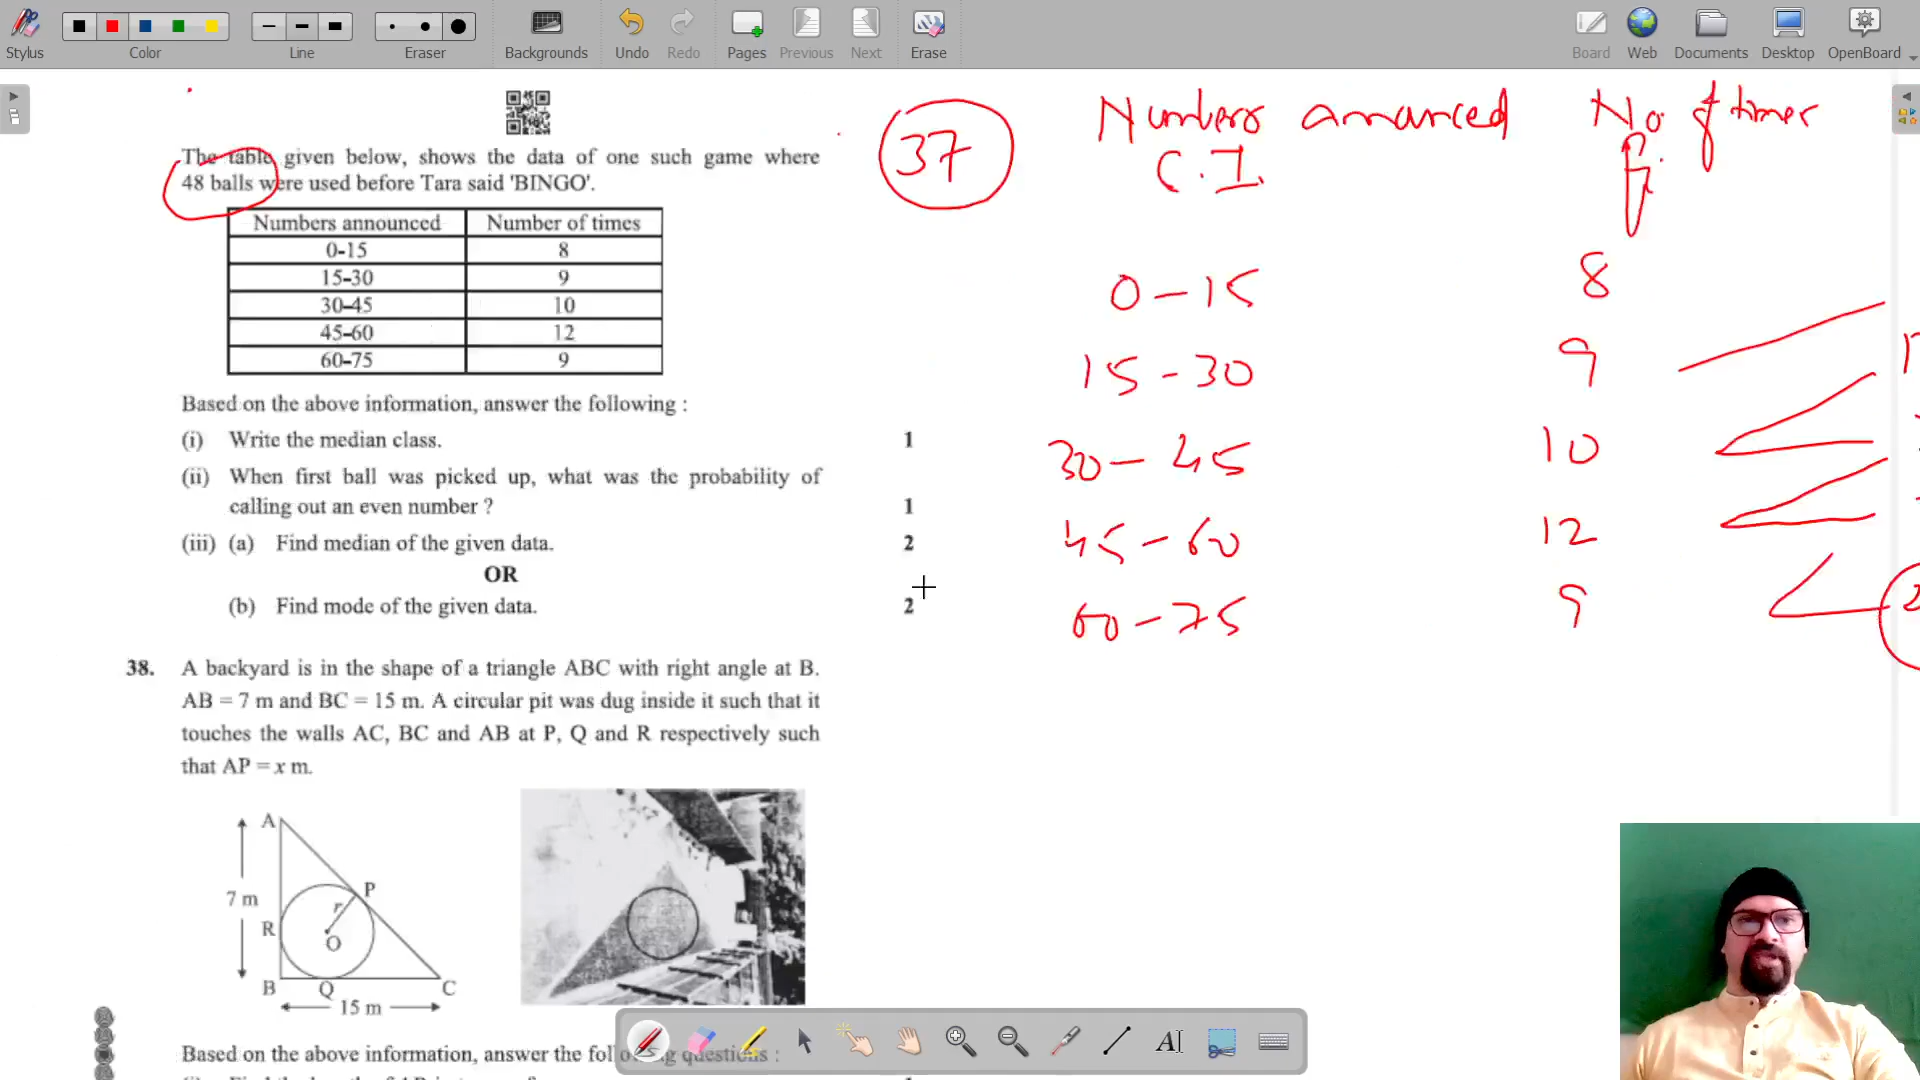 Stylus
Color
Line
Eraser
Backgrounds
Undo
Redo
Pages
Previous
Next
Erase
Board
Web
Documents
Desktop
OpenBoard
The table given below, shows the data of one such game where
48 balls were used before Tara said 'BINGO'.
Numbers announced Number of times
0-15 8
15-30 9
30-45 10
45-60 12
60-75 9
Based on the above information, answer the following :
(i) Write the median class. 1
(ii) When first ball was picked up, what was the probability of
calling out an even number ? 1
(iii) (a) Find median of the given data. 2
OR
(b) Find mode of the given data. 2
38. A backyard is in the shape of a triangle ABC with right angle at B.
AB = 7 m and BC = 15 m. A circular pit was dug inside it such that it
touches the walls AC, BC and AB at P, Q and R respectively such
that AP = x m.
A
7 m
P
r
R
O
B
Q
C
15 m
Based on the above information, answer the
questions :
37
Numbers No. of times
C.I. f
0-15 8
15-30 9
30-45 10
45-60 12
60-75 9